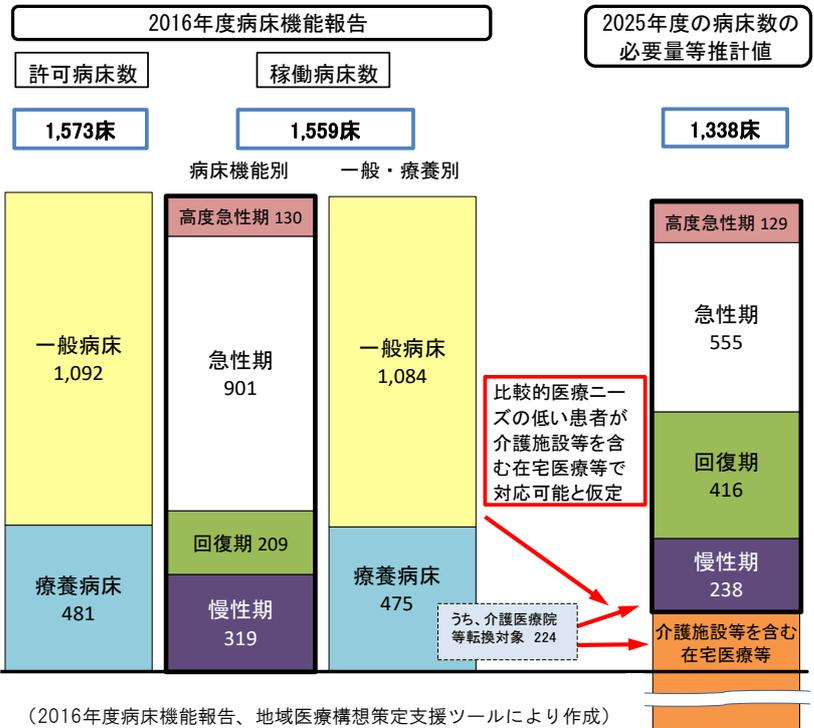 2016年度病床機能報告
2025年度の病床数の
必要量等推計値
許可病床数
稼働病床数
1,573床
1,559床
1,338床
病床機能別
一般・療養別
一般病床
1,092
療養病床
481
高度急性期 130
急性期
901
回復期 209
慢性期
319
一般病床
1,084
療養病床
475
比較的医療ニー
ズの低い患者が
介護施設等を含
む在宅医療等で
対応可能と仮定
うち、介護医療院
等転換対象 224
高度急性期 129
急性期
555
回復期
416
慢性期
238
介護施設等を含む
在宅医療等
（2016年度病床機能報告、地域医療構想策定支援ツールにより作成）